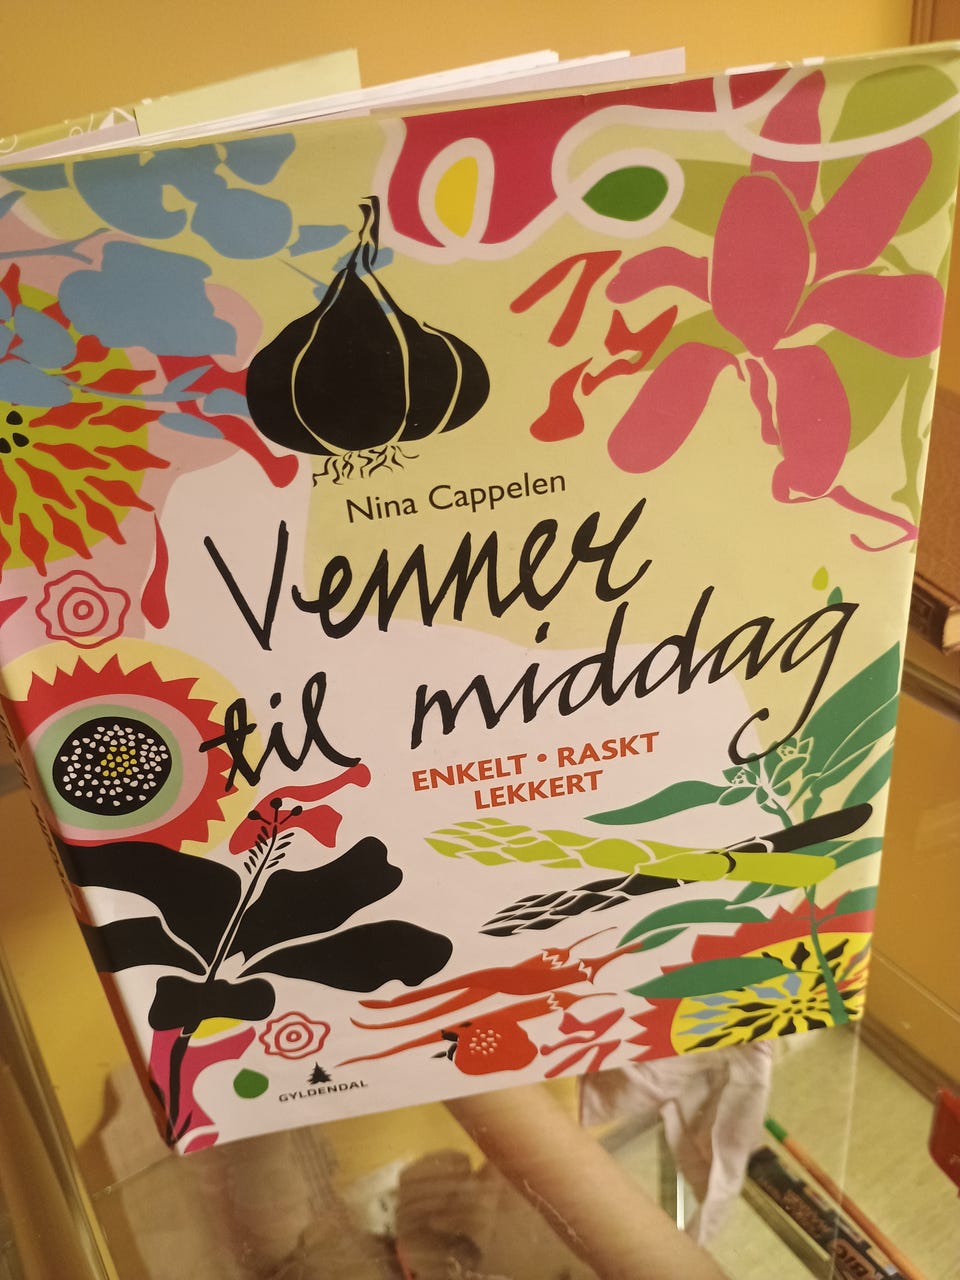 Nina Cappelen
Venner
til middag
ENKELT • RASKT
LEKKERT
GYLDENDAL